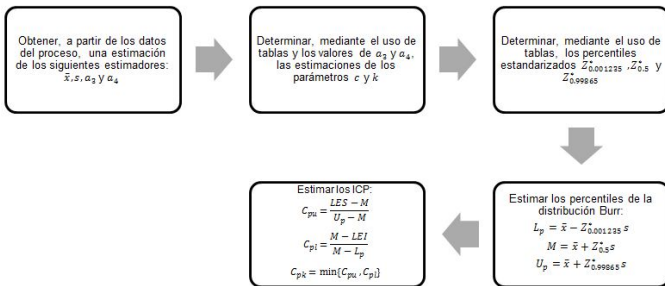 Obtener, a partir de los datos
del proceso, una estimación
de los siguientes estimadores:
x̄, s, a₃ y a₄
Determinar, mediante el uso de
tablas y los valores de a₃ y a₄,
las estimaciones de los
parámetros c y k
Determinar, mediante el uso de
tablas, los percentiles
estandarizados Z*₀.₀₀₁₂₃₅ , Z*₀.₅ y
Z*₀.₉₉₈₆₅
Estimar los percentiles de la
distribución Burr:
Lₚ = x̄ − Z*₀.₀₀₁₂₃₅ s
M = x̄ + Z*₀.₅ s
Uₚ = x̄ + Z*₀.₉₉₈₆₅ s
Estimar los ICP:
Cₚᵤ = (LES − M) / (Uₚ − M)
Cₚₗ = (M − LEI) / (M − Lₚ)
Cₚₖ = min{Cₚᵤ , Cₚₗ}